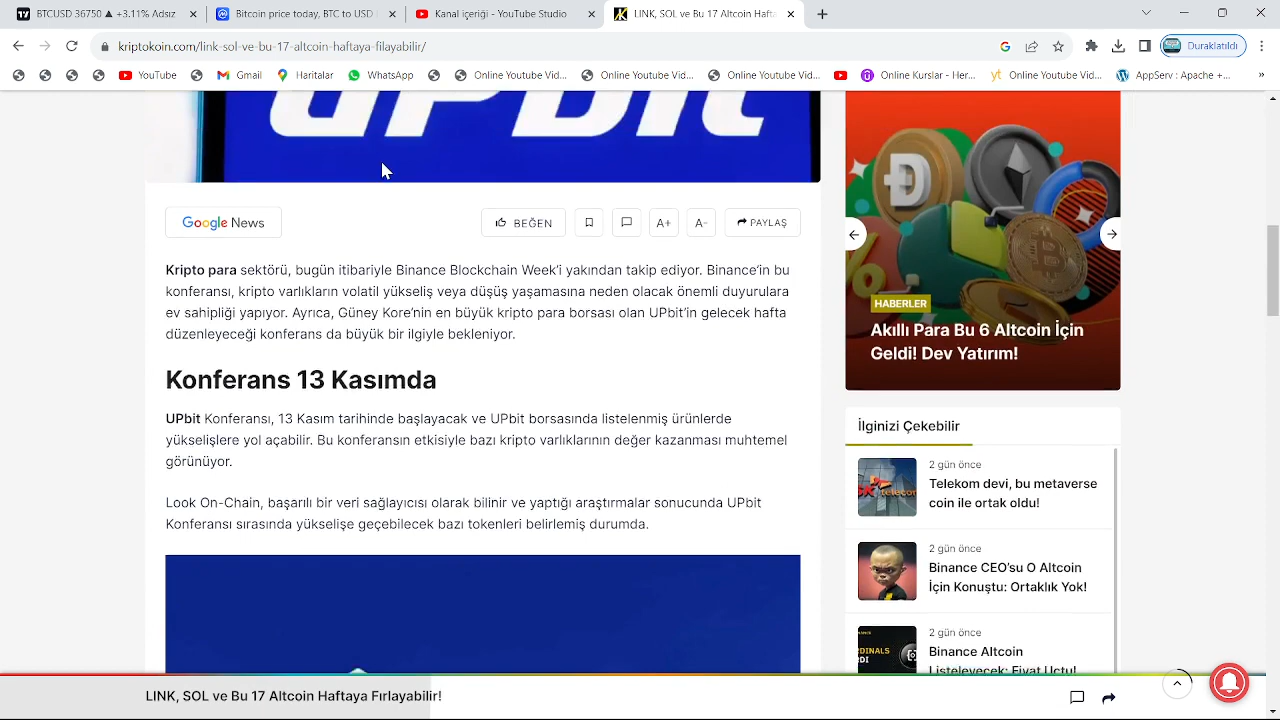 BTCUSD 36750 ▲ +3.11% Adsız
Bitcoin price today, BTC to USD l
Kanal içeriği - YouTube Studio
LINK, SOL ve Bu 17 Altcoin Hafta
kriptokoin.com/link-sol-ve-bu-17-altcoin-haftaya-firlayabilir/
Duraklatıldı
YouTube
Gmail
Haritalar
WhatsApp
Online Youtube Vid...
Online Youtube Vid...
Online Youtube Vid...
Online Kurslar - Her...
Online Youtube Vid...
AppServ : Apache +...
UPbit
Google News
BEĞEN
A+
A-
PAYLAŞ
Kripto para sektörü, bugün itibariyle Binance Blockchain Week’i yakından takip ediyor. Binance’in bu
konferansı, kripto varlıkların volatil yükseliş veya düşüş yaşamasına neden olacak önemli duyurulara
ev sahipliği yapıyor. Ayrıca, Güney Kore’nin en büyük kripto para borsası olan UPbit’in gelecek hafta
düzenleyeceği konferans da büyük bir ilgiyle bekleniyor.
Konferans 13 Kasımda
UPbit Konferansı, 13 Kasım tarihinde başlayacak ve UPbit borsasında listelenmiş ürünlerde
yükselişlere yol açabilir. Bu konferansın etkisiyle bazı kripto varlıklarının değer kazanması muhtemel
görünüyor.
Look On-Chain, başarılı bir veri sağlayıcısı olarak bilinir ve yaptığı araştırmalar sonucunda UPbit
Konferansı sırasında yükselişe geçebilecek bazı tokenleri belirlemiş durumda.
HABERLER
Akıllı Para Bu 6 Altcoin İçin
Geldi! Dev Yatırım!
İlginizi Çekebilir
2 gün önce
Telekom devi, bu metaverse
coin ile ortak oldu!
2 gün önce
Binance CEO’su O Altcoin
İçin Konuştu: Ortaklık Yok!
2 gün önce
Binance Altcoin
Listeleyecek: Fiyat Uçtu!
LINK, SOL ve Bu 17 Altcoin Haftaya Fırlayabilir!